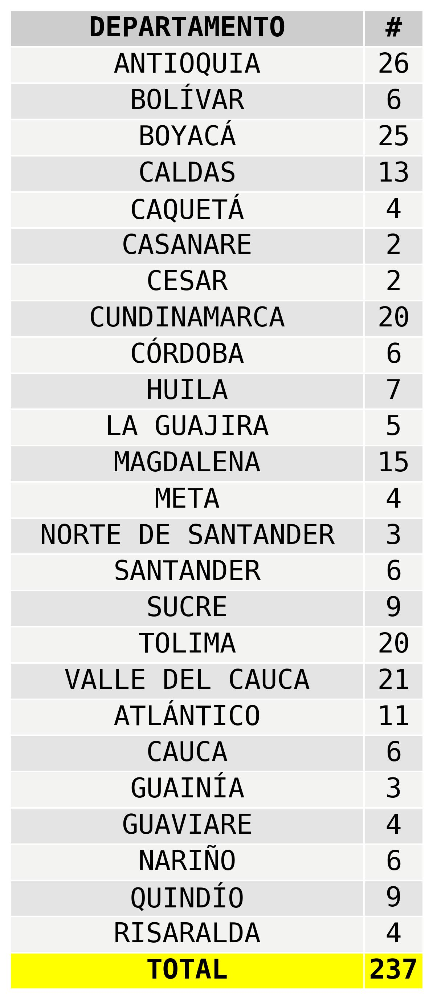 DEPARTAMENTO #
ANTIOQUIA 26
BOLÍVAR 6
BOYACÁ 25
CALDAS 13
CAQUETÁ 4
CASANARE 2
CESAR 2
CUNDINAMARCA 20
CÓRDOBA 6
HUILA 7
LA GUAJIRA 5
MAGDALENA 15
META 4
NORTE DE SANTANDER 3
SANTANDER 6
SUCRE 9
TOLIMA 20
VALLE DEL CAUCA 21
ATLÁNTICO 11
CAUCA 6
GUAINÍA 3
GUAVIARE 4
NARIÑO 6
QUINDÍO 9
RISARALDA 4
TOTAL 237